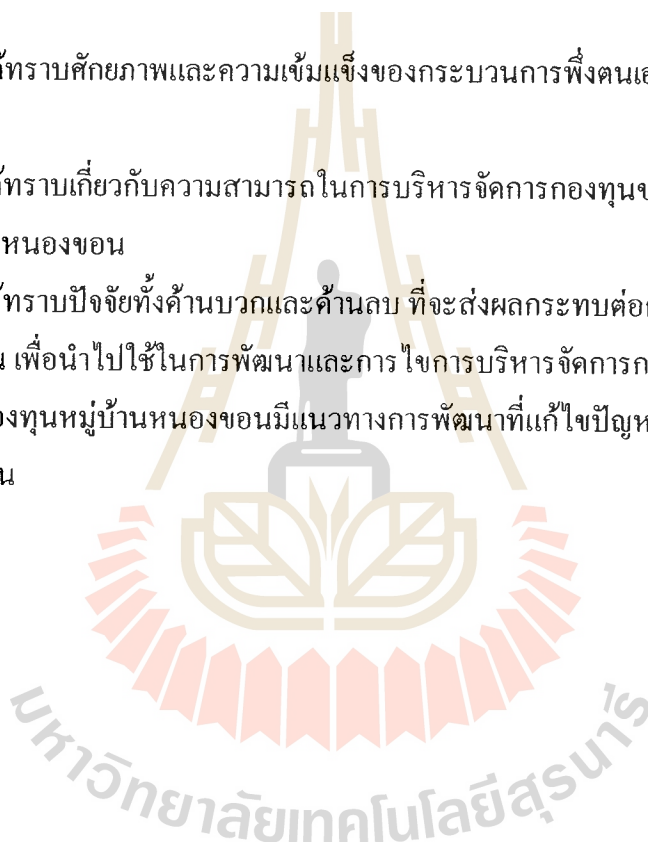 ทราบศักยภาพและความเข้มแข็งของกระบวนการพึ่งตนเ
ทราบเกี่ยวกับความสามารถในการบริหารจัดการกองทุน
หนองขอน
ทราบปัจจัยทั้งด้านบวกและด้านลบ ที่จะส่งผลกระทบต่อ
เพื่อนำไปใช้ในการพัฒนาและการไขการบริหารจัดการ
องทุนหมู่บ้านหนองขอนมีแนวทางการพัฒนาที่แก้ไขปัญห
น
มหาวิทยาลัยเทคโนโลยีสุรนารี